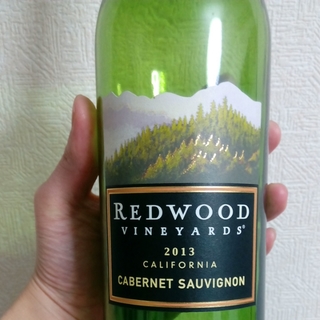 REDWOOD
VINEYARDS®
2013
CALIFORNIA
CABERNET SAUVIGNON